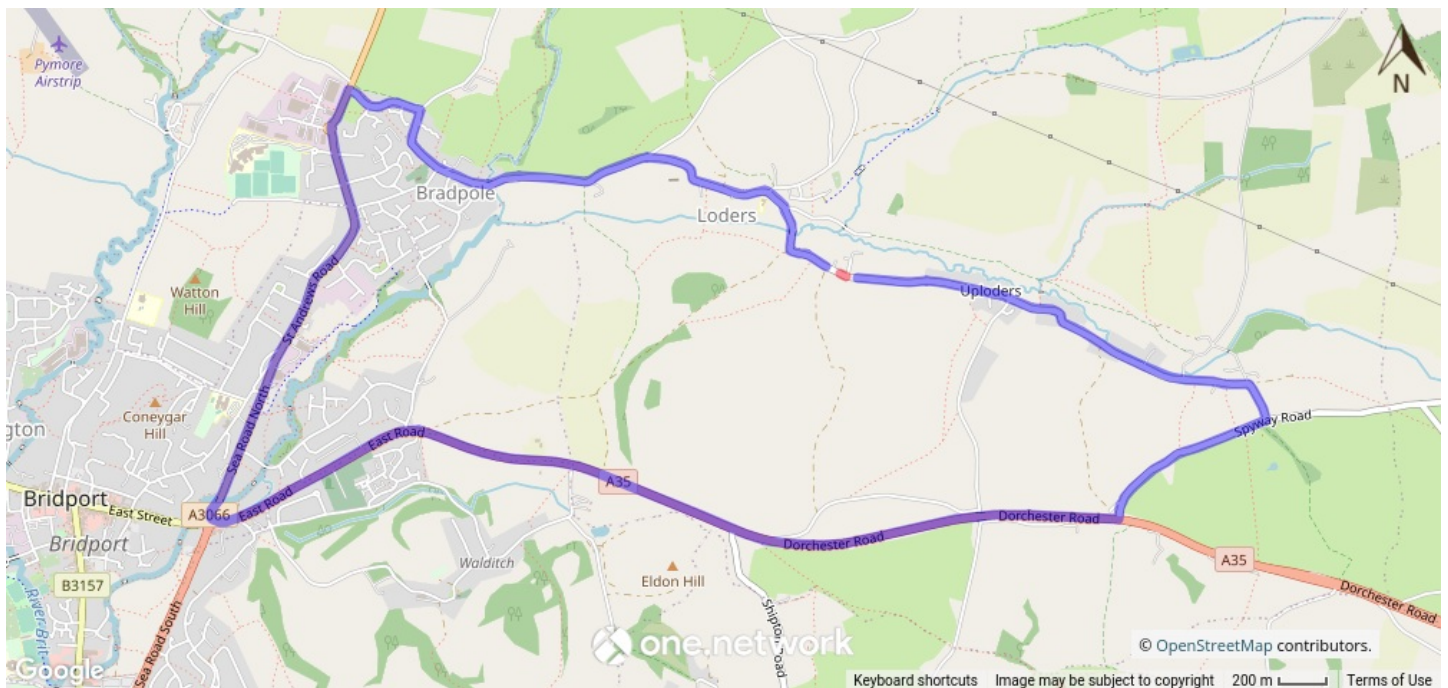 Pymore
Airstrip
N
Bradpole
Loders
St Andrews Road
Watton
Hill
Uploders
Coneygar
Hill
gton
Sea Road North
East Road
Spyway Road
A35
Bridport
East Street
A3066
East Road
Dorchester Road
Bridport
Walditch
Dorchester Road
A35
B3157
Eldon Hill
Dorchester Road
River Brit
Sea Road South
Shipton Road
one.network
© OpenStreetMap contributors.
Google
Keyboard shortcuts
Image may be subject to copyright
200 m
Terms of Use